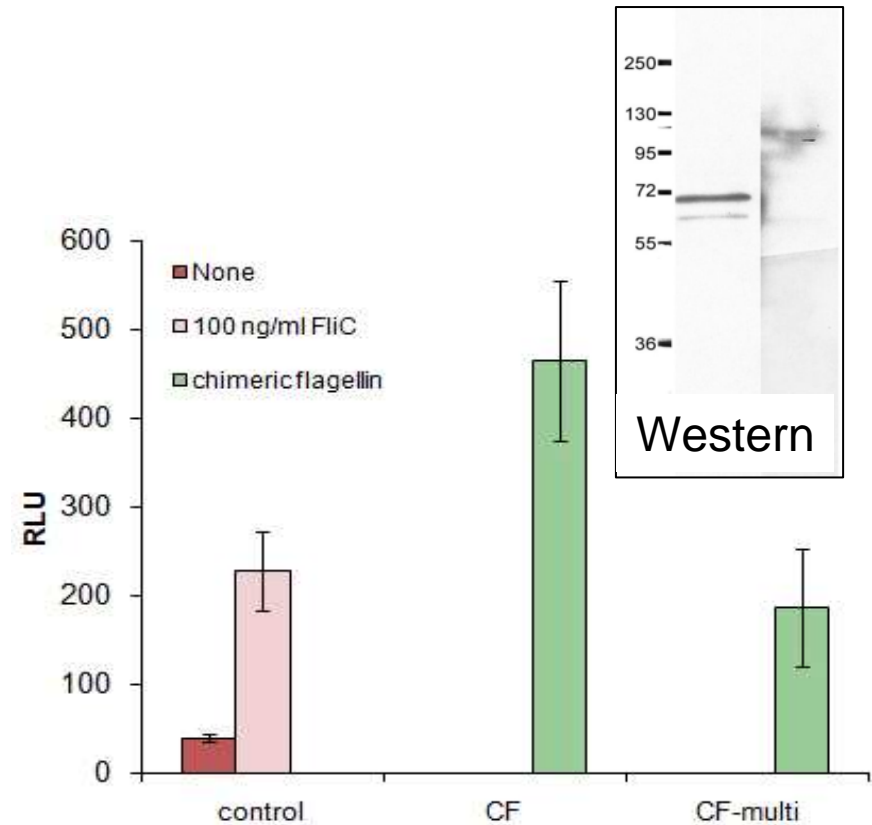 250
130
95
72
55
36
Western
600
500
400
300
200
100
0
RLU
None
100 ng/ml FliC
chimeric flagellin
control
CF
CF-multi